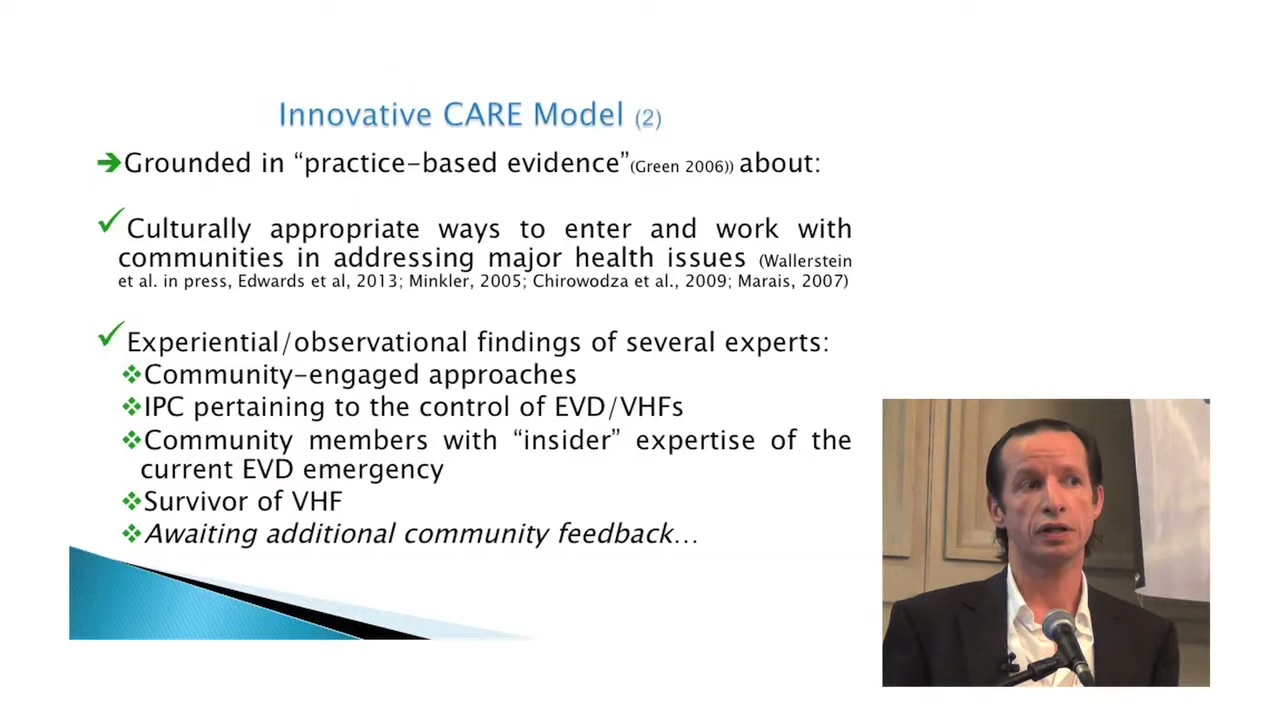 Innovative CARE Model (2)
Grounded in “practice-based evidence”(Green 2006)) about:
Culturally appropriate ways to enter and work with
communities in addressing major health issues (Wallerstein
et al. in press, Edwards et al, 2013; Minkler, 2005; Chirowodza et al., 2009; Marais, 2007)
Experiential/observational findings of several experts:
Community-engaged approaches
IPC pertaining to the control of EVD/VHFs
Community members with “insider” expertise of the
current EVD emergency
Survivor of VHF
Awaiting additional community feedback…